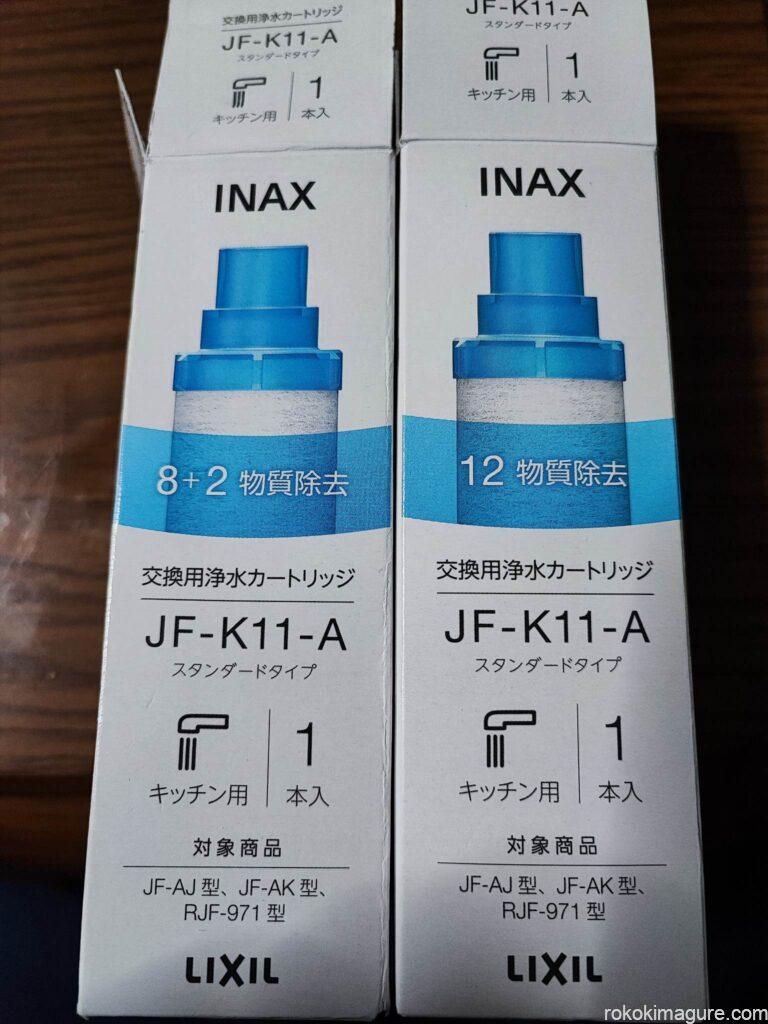 交換用浄水カートリッジ
JF-K11-A
スタンダードタイプ
キッチン用
1
本入
INAX
8+2 物質除去
交換用浄水カートリッジ
JF-K11-A
スタンダードタイプ
キッチン用
1
本入
対象商品
JF-AJ 型、JF-AK 型、
RJF-971 型
LIXIL
JF-K11-A
スタンダードタイプ
キッチン用
1
本入
INAX
12 物質除去
交換用浄水カートリッジ
JF-K11-A
スタンダードタイプ
キッチン用
1
本入
対象商品
JF-AJ 型、JF-AK 型、
RJF-971 型
LIXIL
rokokimagure.com